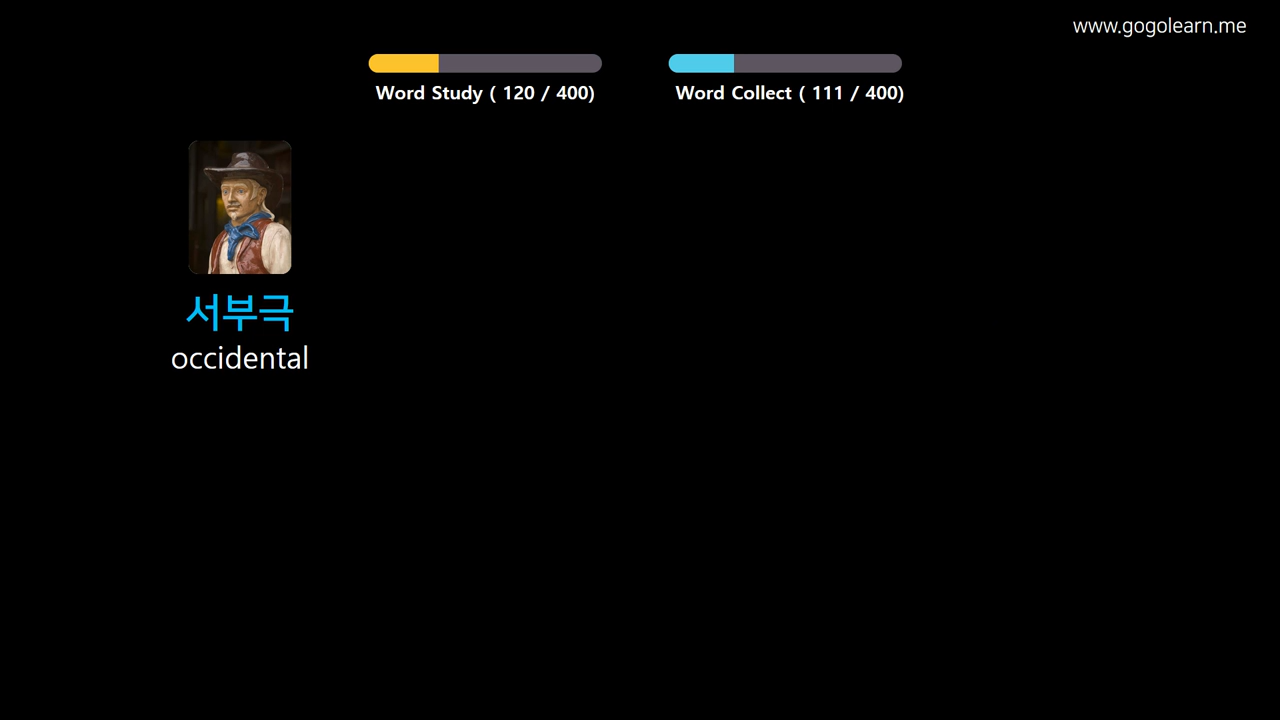 www.gogolearn.me
Word Study ( 120 / 400)
Word Collect ( 111 / 400)
서부극
occidental